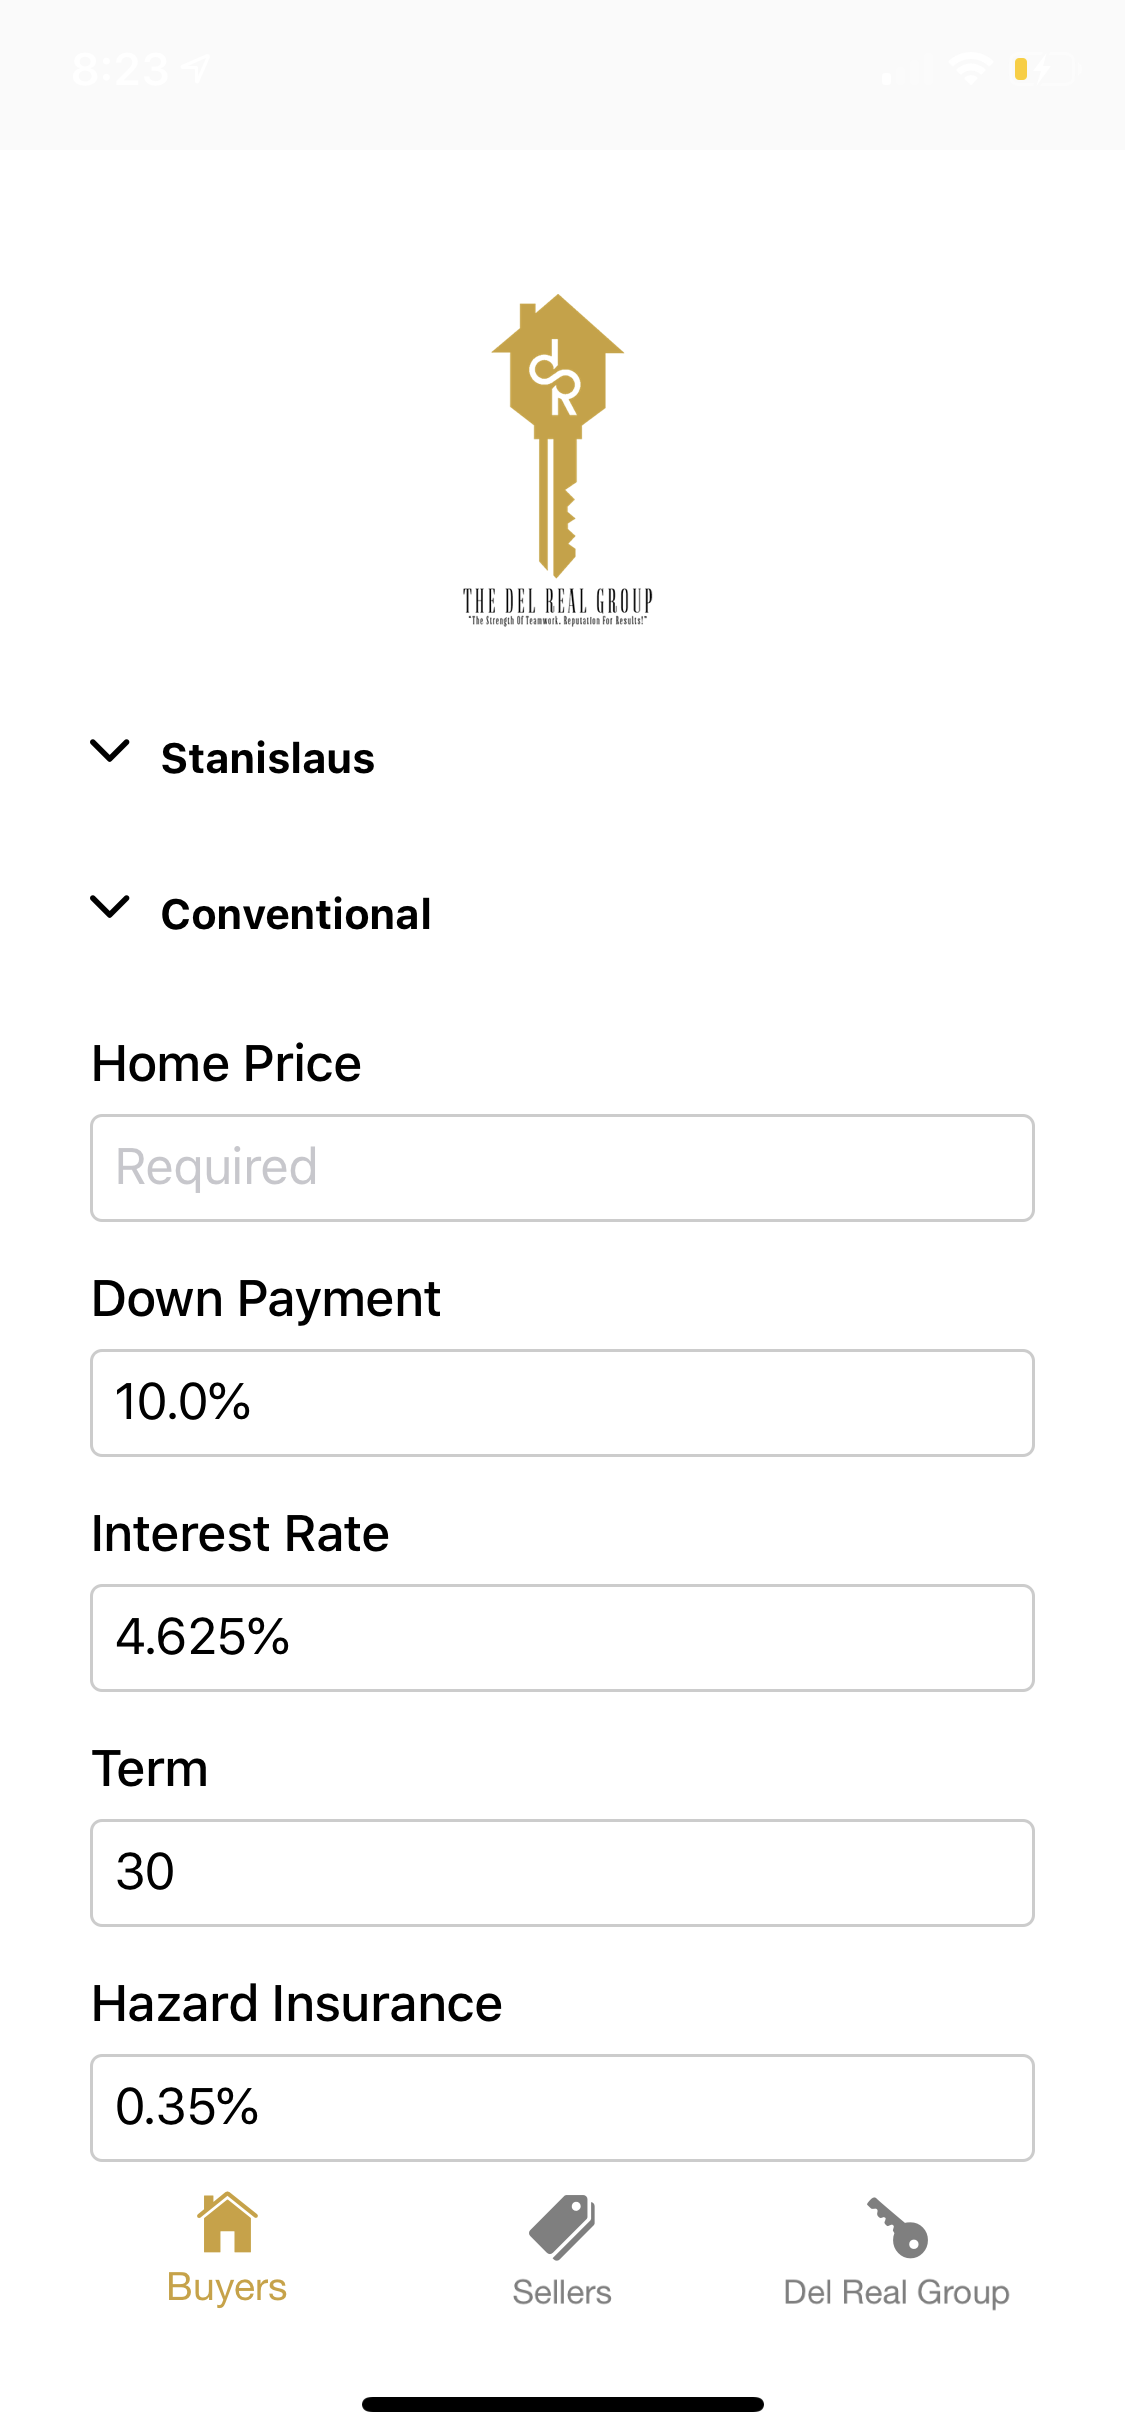 8:23
dR
THE DEL REAL GROUP
"The Strength Of Teamwork. Reputation For Results!"
Stanislaus
Conventional
Home Price
Required
Down Payment
10.0%
Interest Rate
4.625%
Term
30
Hazard Insurance
0.35%
Buyers
Sellers
Del Real Group